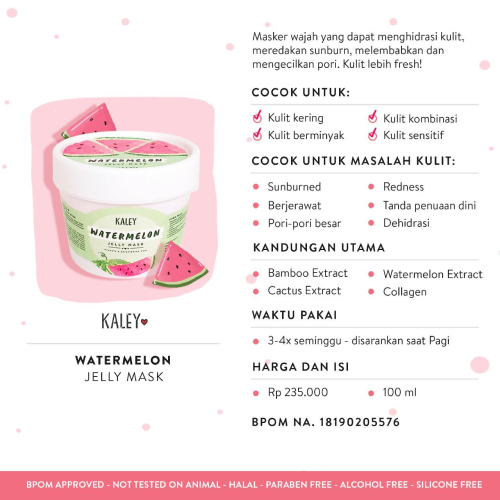 Masker wajah yang dapat menghidrasi kulit,
meredakan sunburn, melembabkan dan
mengecilkan pori. Kulit lebih fresh!
COCOK UNTUK:
Kulit kering
Kulit kombinasi
Kulit berminyak
Kulit sensitif
COCOK UNTUK MASALAH KULIT:
Sunburned
Redness
Berjerawat
Tanda penuaan dini
Pori-pori besar
Dehidrasi
KANDUNGAN UTAMA
Bamboo Extract
Watermelon Extract
Cactus Extract
Collagen
WAKTU PAKAI
3-4x seminggu - disarankan saat Pagi
HARGA DAN ISI
Rp 235.000
100 ml
BPOM NA. 18190205576
WATERMELON
JELLY MASK
KALEY
WATERMELON
JELLY MASK
KALEY
WATERMELON
JELLY MASK
BPOM APPROVED - NOT TESTED ON ANIMAL - HALAL - PARABEN FREE - ALCOHOL FREE - SILICONE FREE